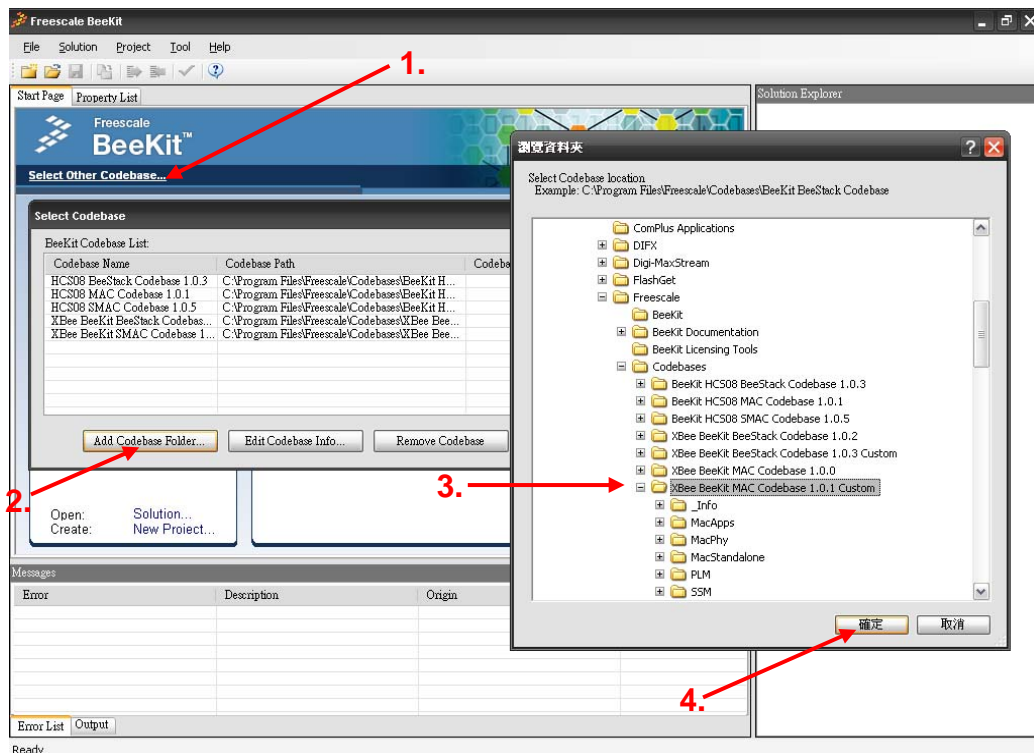 Freescale BeeKit
File Solution Project Tool Help
1.
Start Page Property List
Solution Explorer
Freescale
BeeKit™
Select Other Codebase...
Select Codebase
BeeKit Codebase List:
Codebase Name Codebase Path Codeba
HCS08 BeeStack Codebase 1.0.3 C:\Program Files\Freescale\Codebases\BeeKit H...
HCS08 MAC Codebase 1.0.1 C:\Program Files\Freescale\Codebases\BeeKit H...
HCS08 SMAC Codebase 1.0.5 C:\Program Files\Freescale\Codebases\BeeKit H...
XBee BeeKit BeeStack Codebas... C:\Program Files\Freescale\Codebases\XBee Bee...
XBee BeeKit SMAC Codebase 1... C:\Program Files\Freescale\Codebases\XBee Bee...
Add Codebase Folder... Edit Codebase Info... Remove Codebase
2.
Open: Solution...
Create: New Project...
瀏覽資料夾
Select Codebase location
Example: C:\Program Files\Freescale\Codebases\BeeKit BeeStack Codebase
ComPlus Applications
DIFX
Digi-MaxStream
FlashGet
Freescale
BeeKit
BeeKit Documentation
BeeKit Licensing Tools
Codebases
BeeKit HCS08 BeeStack Codebase 1.0.3
BeeKit HCS08 MAC Codebase 1.0.1
BeeKit HCS08 SMAC Codebase 1.0.5
XBee BeeKit BeeStack Codebase 1.0.2
XBee BeeKit BeeStack Codebase 1.0.3 Custom
XBee BeeKit MAC Codebase 1.0.0
3.
XBee BeeKit MAC Codebase 1.0.1 Custom
_Info
MacApps
MacPhy
MacStandalone
PLM
SSM
確定 取消
4.
Messages
Error Description Origin
Error List Output
Ready